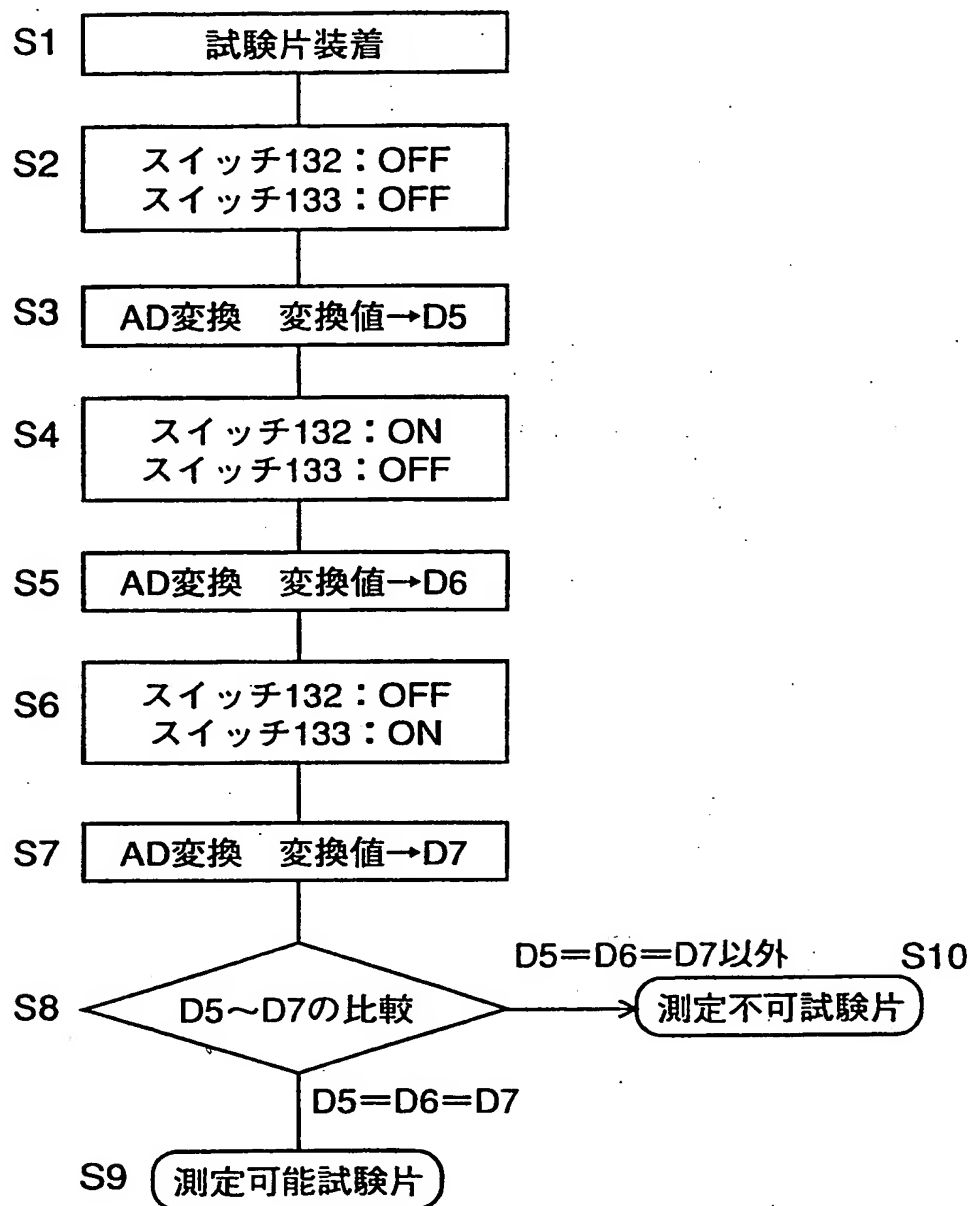 S1 試験片装着
S2 スイッチ132：OFF
スイッチ133：OFF
S3 AD変換 変換値→D5
S4 スイッチ132：ON
スイッチ133：OFF
S5 AD変換 変換値→D6
S6 スイッチ132：OFF
スイッチ133：ON
S7 AD変換 変換値→D7
D5＝D6＝D7以外 S10
S8 D5～D7の比較 測定不可試験片
D5＝D6＝D7
S9 測定可能試験片